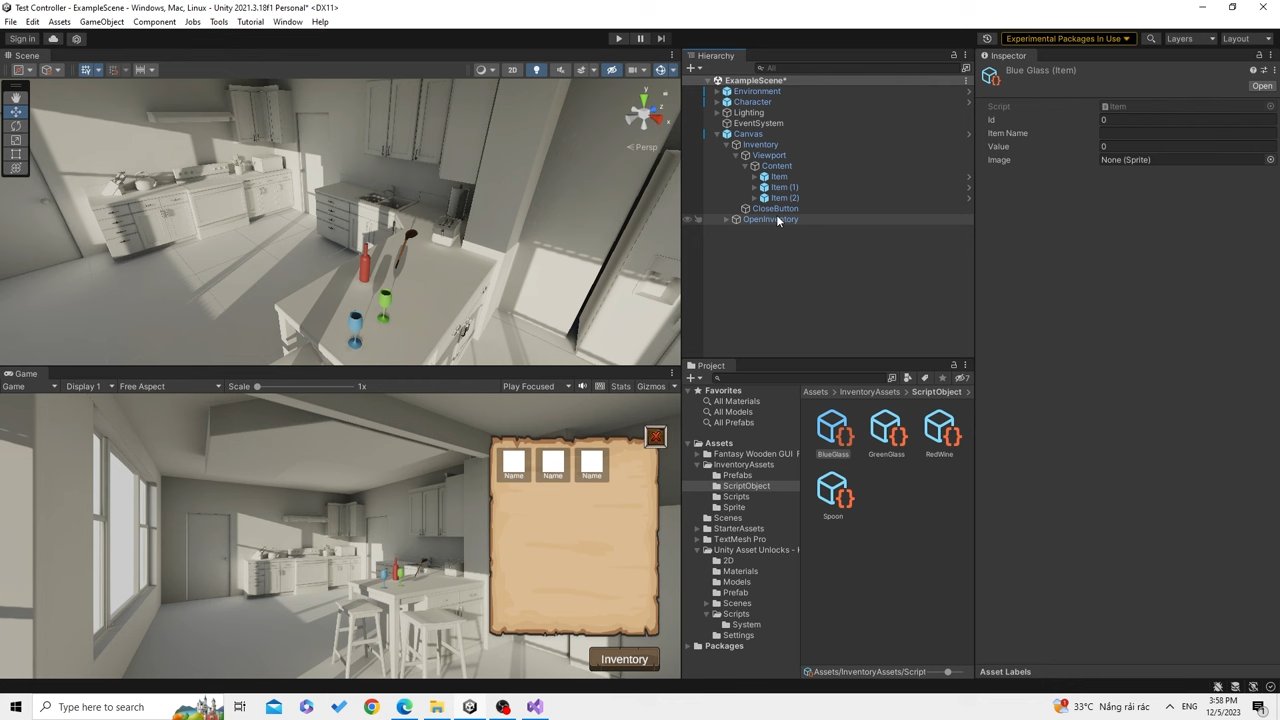 Test Controller - ExampleScene - Windows, Mac, Linux - Unity 2021.3.18f1 Personal* <DX11>
File Edit Assets GameObject Component Jobs Tools Tutorial Window Help
Sign in
Experimental Packages In Use
Layers
Layout
Scene
2D
y
z
x
Persp
Game
Game
Display 1
Free Aspect
Scale
1x
Play Focused
Stats
Gizmos
Name
Name
Name
Inventory
Hierarchy
All
ExampleScene*
Environment
Character
Lighting
EventSystem
Canvas
Inventory
Viewport
Content
Item
Item (1)
Item (2)
CloseButton
OpenInventory
Project
7
Favorites
All Materials
All Models
All Prefabs
Assets
Fantasy Wooden GUI F
InventoryAssets
Prefabs
ScriptObject
Scripts
Sprite
Scenes
StarterAssets
TextMesh Pro
Unity Asset Unlocks -
2D
Materials
Models
Prefab
Scenes
Scripts
System
Settings
Packages
Assets > InventoryAssets > ScriptObject >
BlueGlass
GreenGlass
RedWine
Spoon
Assets/InventoryAssets/Script
Inspector
Blue Glass (Item)
Open
Script
Item
Id
0
Item Name
Value
0
Image
None (Sprite)
Asset Labels
Type here to search
33°C Nắng rải rác
ENG
3:58 PM
12/5/2023